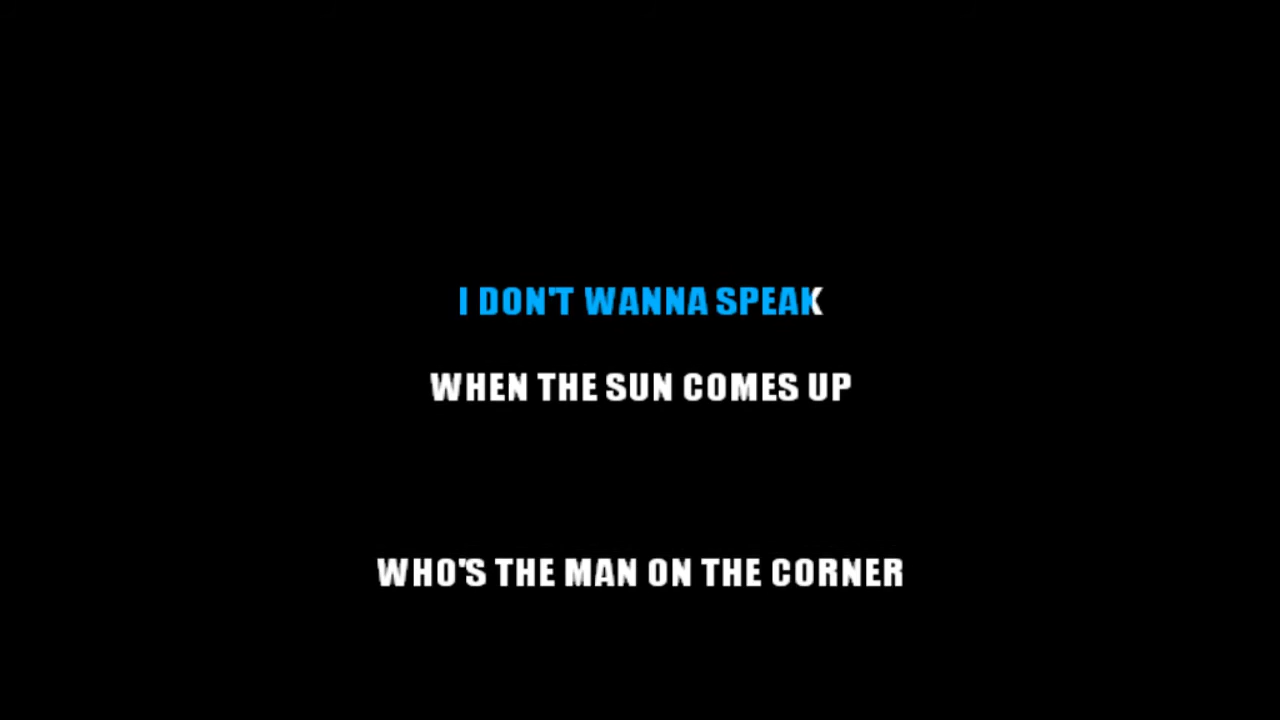 I DON'T WANNA SPEAK
WHEN THE SUN COMES UP
WHO'S THE MAN ON THE CORNER